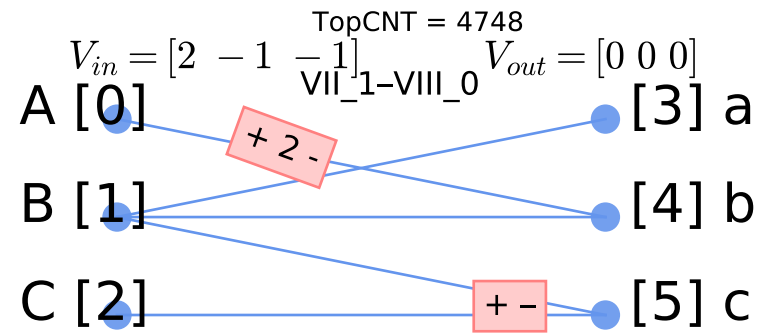 TopCNT = 4748
V_in = [2 −1 −1] V_out = [0 0 0]
VII_1–VIII_0
A [0] [3] a
+ 2 -
B [1] [4] b
C [2] + – [5] c